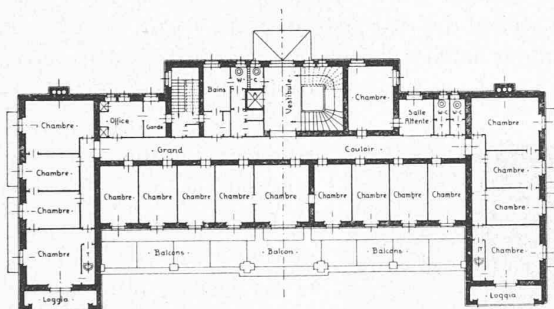 Bains
W.
C.
Vestibule
Chambre
Chambre
Office
Garde
Salle
Attente
W.C.
W.C.
Chambre
Grand Couloir
Chambre
Chambre
Chambre
Chambre
Chambre Chambre Chambre Chambre Chambre Chambre Chambre Chambre Chambre
Chambre
Chambre
Balcons Balcon Balcons
Loggia
Loggia